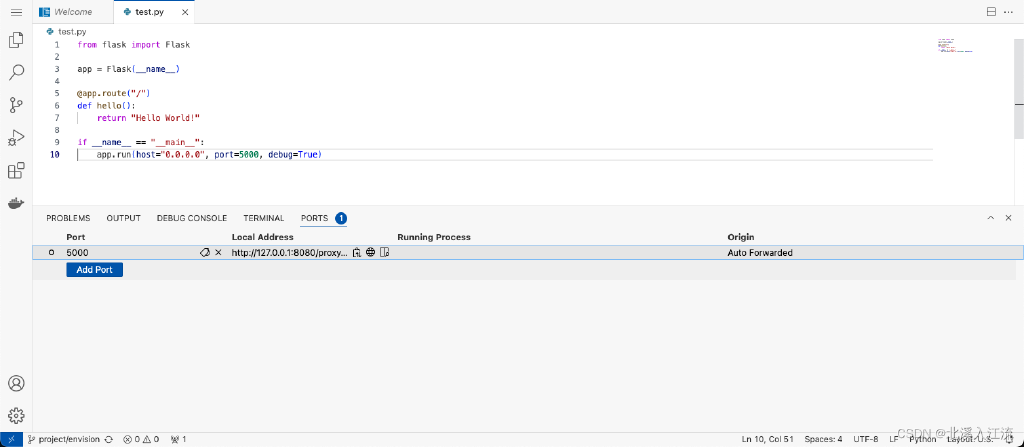 Welcome
test.py
test.py
1 from flask import Flask
2
3 app = Flask(__name__)
4
5 @app.route("/")
6 def hello():
7 return "Hello World!"
8
9 if __name__ == "__main__":
10 app.run(host="0.0.0.0", port=5000, debug=True)
PROBLEMS OUTPUT DEBUG CONSOLE TERMINAL PORTS 1
Port Local Address Running Process Origin
5000 http://127.0.0.1:8080/proxy... Auto Forwarded
Add Port
project/envision 0 0 1 Ln 10, Col 51 Spaces: 4 UTF-8 LF Python Layout: U.S.
CSDN @北溪入江流